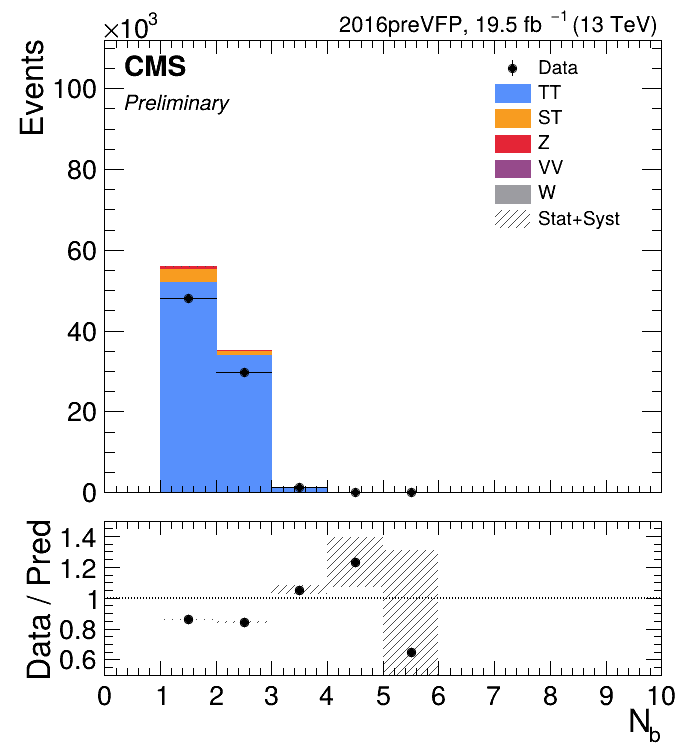 ×10³
2016preVFP, 19.5 fb ⁻¹ (13 TeV)
Events
CMS
Preliminary
Data
TT
ST
Z
VV
W
Stat+Syst
100
80
60
40
20
0
Data / Pred
1.4
1.2
1
0.8
0.6
0 1 2 3 4 5 6 7 8 9 10
N_b